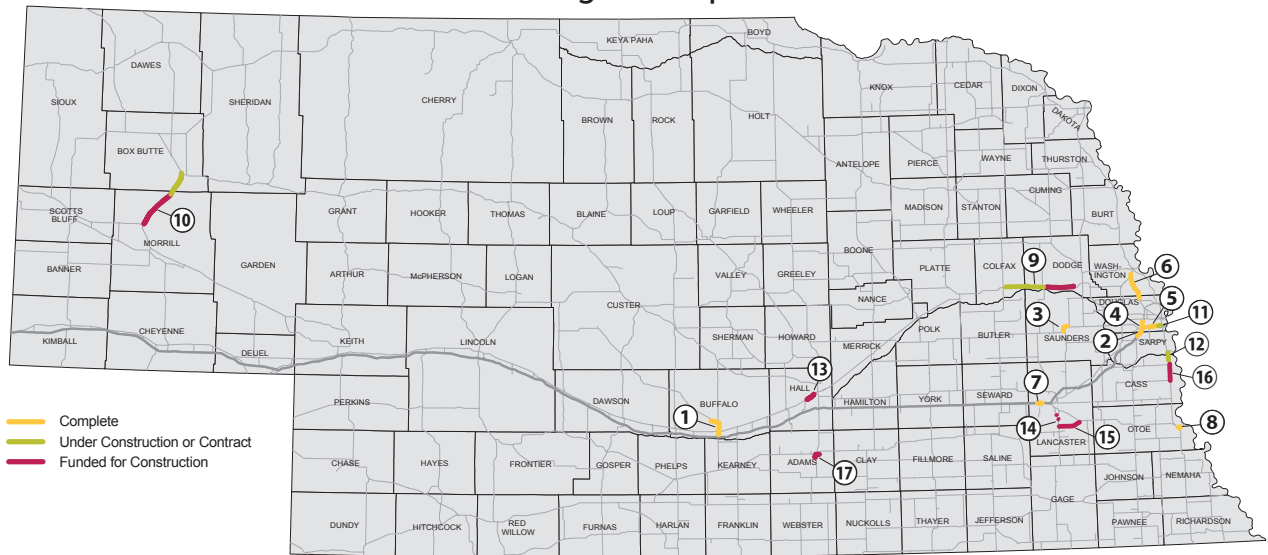 KEYA PAHA
BOYD
DAWES
SIOUX
SHERIDAN
CHERRY
BROWN
ROCK
HOLT
KNOX
CEDAR
DIXON
DAKOTA
BOX BUTTE
ANTELOPE
PIERCE
WAYNE
THURSTON
SCOTTS
BLUFF
10
MORRILL
GRANT
HOOKER
THOMAS
BLAINE
LOUP
GARFIELD
WHEELER
MADISON
STANTON
CUMING
BURT
BANNER
GARDEN
ARTHUR
McPHERSON
LOGAN
CUSTER
VALLEY
GREELEY
BOONE
NANCE
PLATTE
COLFAX
9
DODGE
WASH-
INGTON
6
DOUGLAS
5
4
11
KIMBALL
CHEYENNE
DEUEL
KEITH
LINCOLN
SHERMAN
HOWARD
MERRICK
POLK
BUTLER
3
SAUNDERS
2
SARPY
12
PERKINS
DAWSON
BUFFALO
1
HALL
13
HAMILTON
YORK
SEWARD
7
CASS
16
Complete
Under Construction or Contract
Funded for Construction
CHASE
HAYES
FRONTIER
GOSPER
PHELPS
KEARNEY
ADAMS
17
CLAY
FILLMORE
SALINE
14
LANCASTER
15
OTOE
8
DUNDY
HITCHCOCK
RED
WILLOW
FURNAS
HARLAN
FRANKLIN
WEBSTER
NUCKOLLS
THAYER
JEFFERSON
GAGE
JOHNSON
NEMAHA
PAWNEE
RICHARDSON